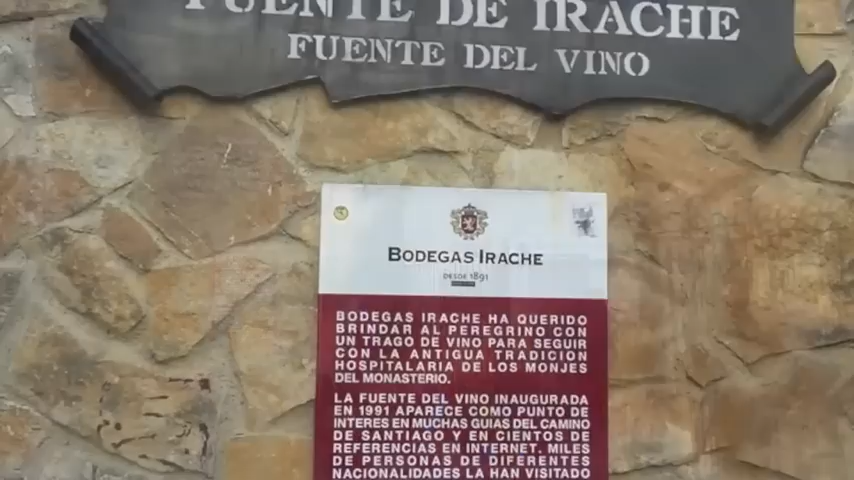 FUENTE DE IRACHE
FUENTE DEL VINO
BODEGAS IRACHE
DESDE 1891
BODEGAS IRACHE HA QUERIDO
BRINDAR AL PEREGRINO CON
UN TRAGO DE VINO PARA SEGUIR
CON LA ANTIGUA TRADICION
HOSPITALARIA DE LOS MONJES
DEL MONASTERIO.
LA FUENTE DEL VINO INAUGURADA
EN 1991 APARECE COMO PUNTO DE
INTERES EN MUCHAS GUIAS DEL CAMINO
DE SANTIAGO Y EN CIENTOS DE
REFERENCIAS EN INTERNET. MILES
DE PERSONAS DE DIFERENTES
NACIONALIDADES LA HAN VISITADO